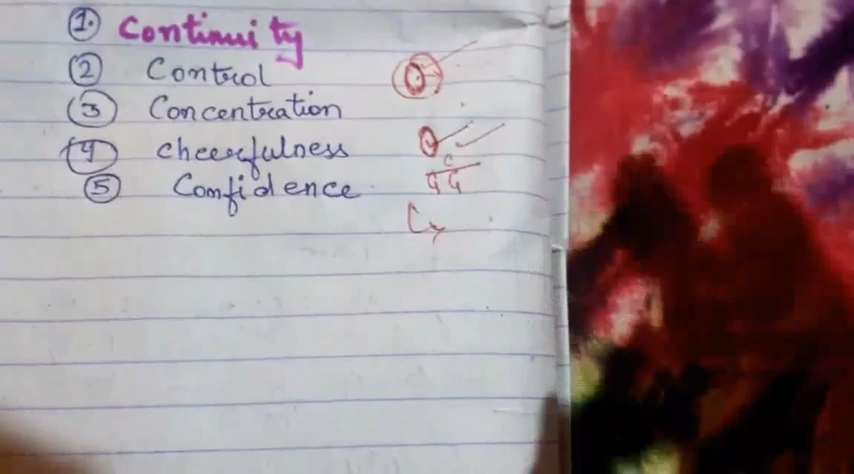 ① Continuity
② Control
③ Concentration
④ Cheerfulness
⑤ Confidence